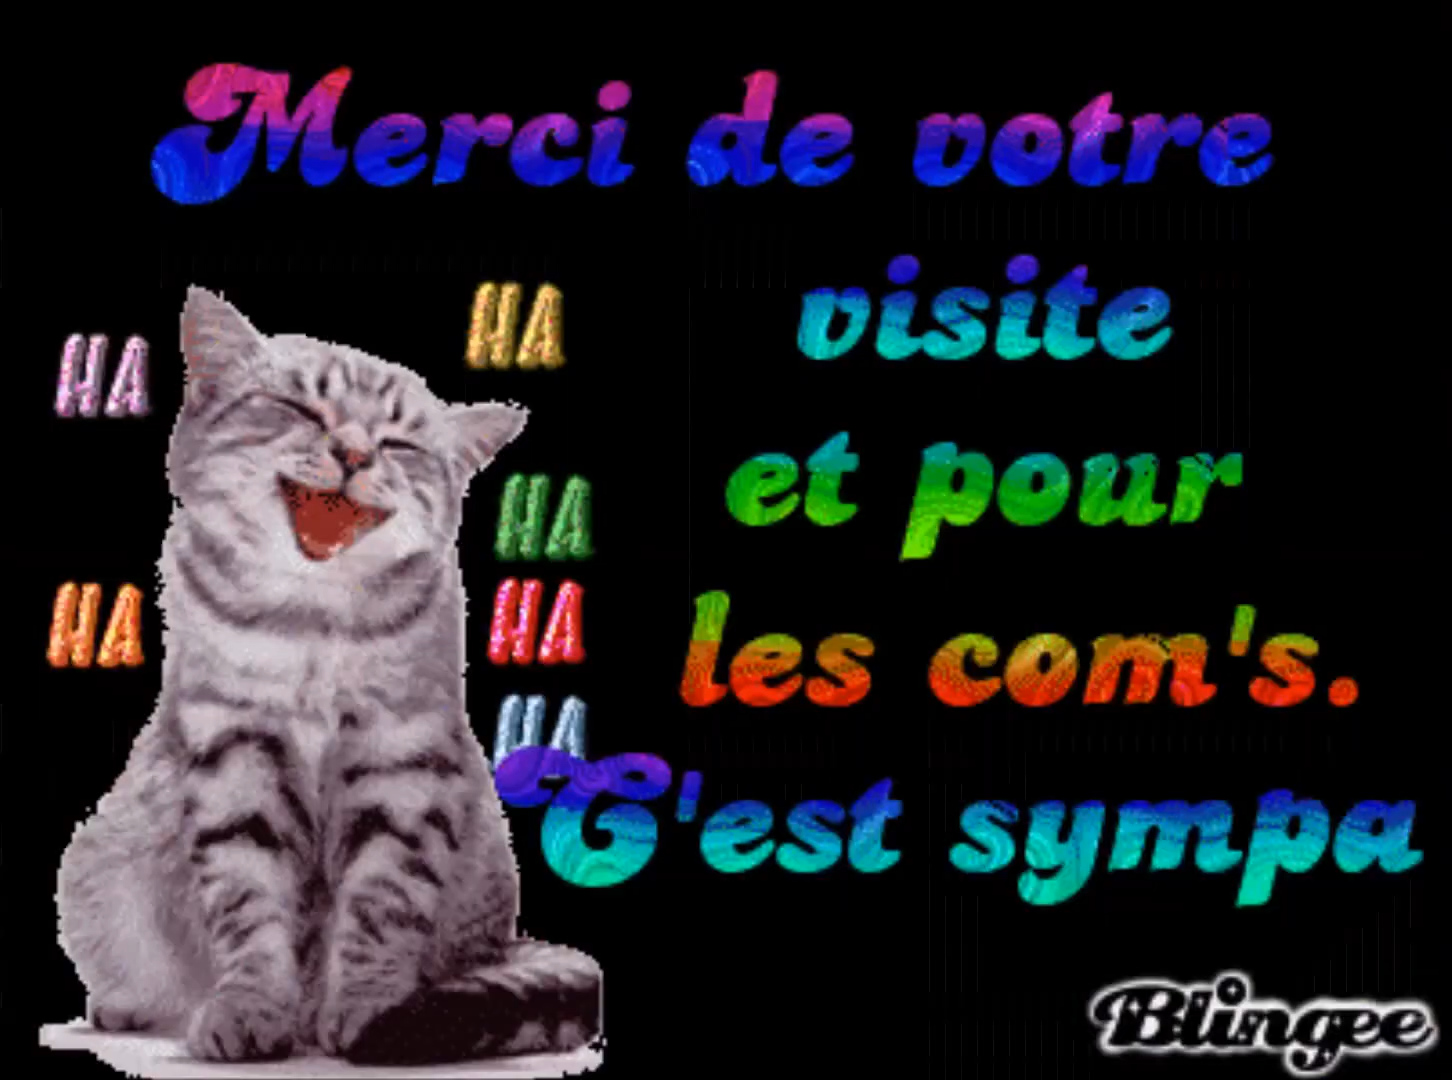 Merci de votre
visite
et pour
les com's.
C'est sympa
HA
HA
HA
HA
HA
HA
Blingee